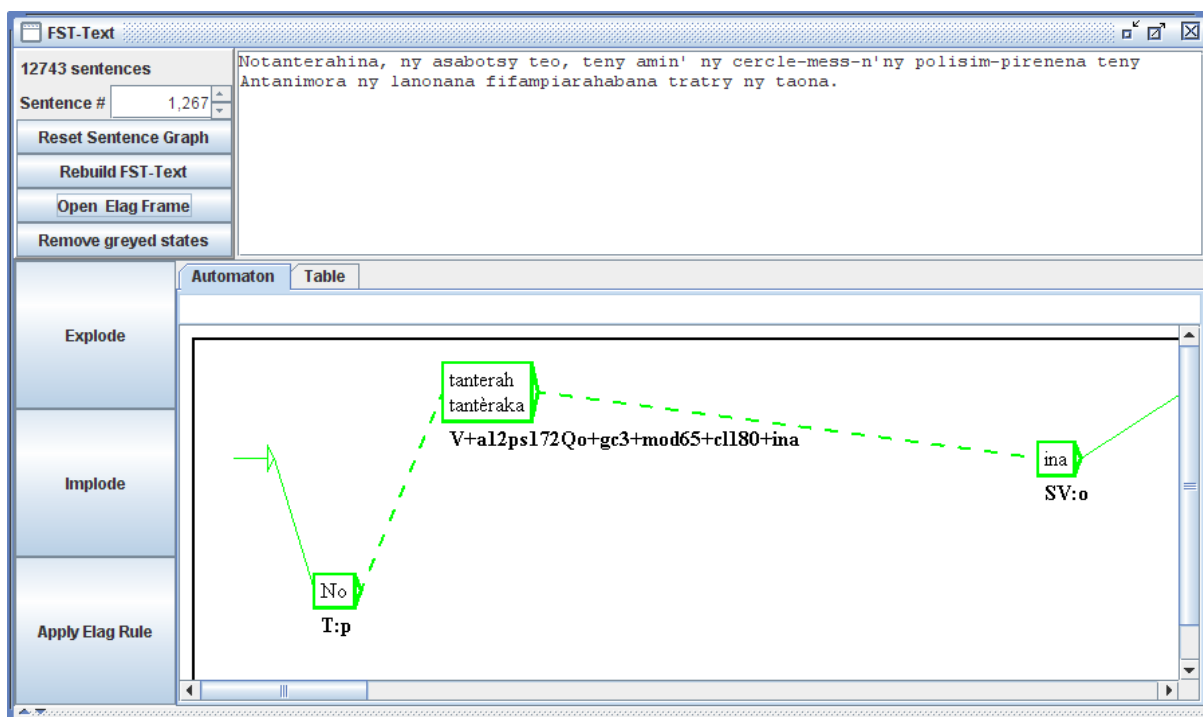 FST-Text
12743 sentences
Sentence # 1,267
Reset Sentence Graph
Rebuild FST-Text
Open Elag Frame
Remove greyed states
Notanterahina, ny asabotsy teo, teny amin' ny cercle-mess-n'ny polisim-pirenena teny
Antanimora ny lanonana fifampiarahabana tratry ny taona.
Explode
Implode
Apply Elag Rule
Automaton Table
tanterah
tantèraka
V+a12ps172Qo+gc3+mod65+cl180+ina
ina
SV:o
No
T:p